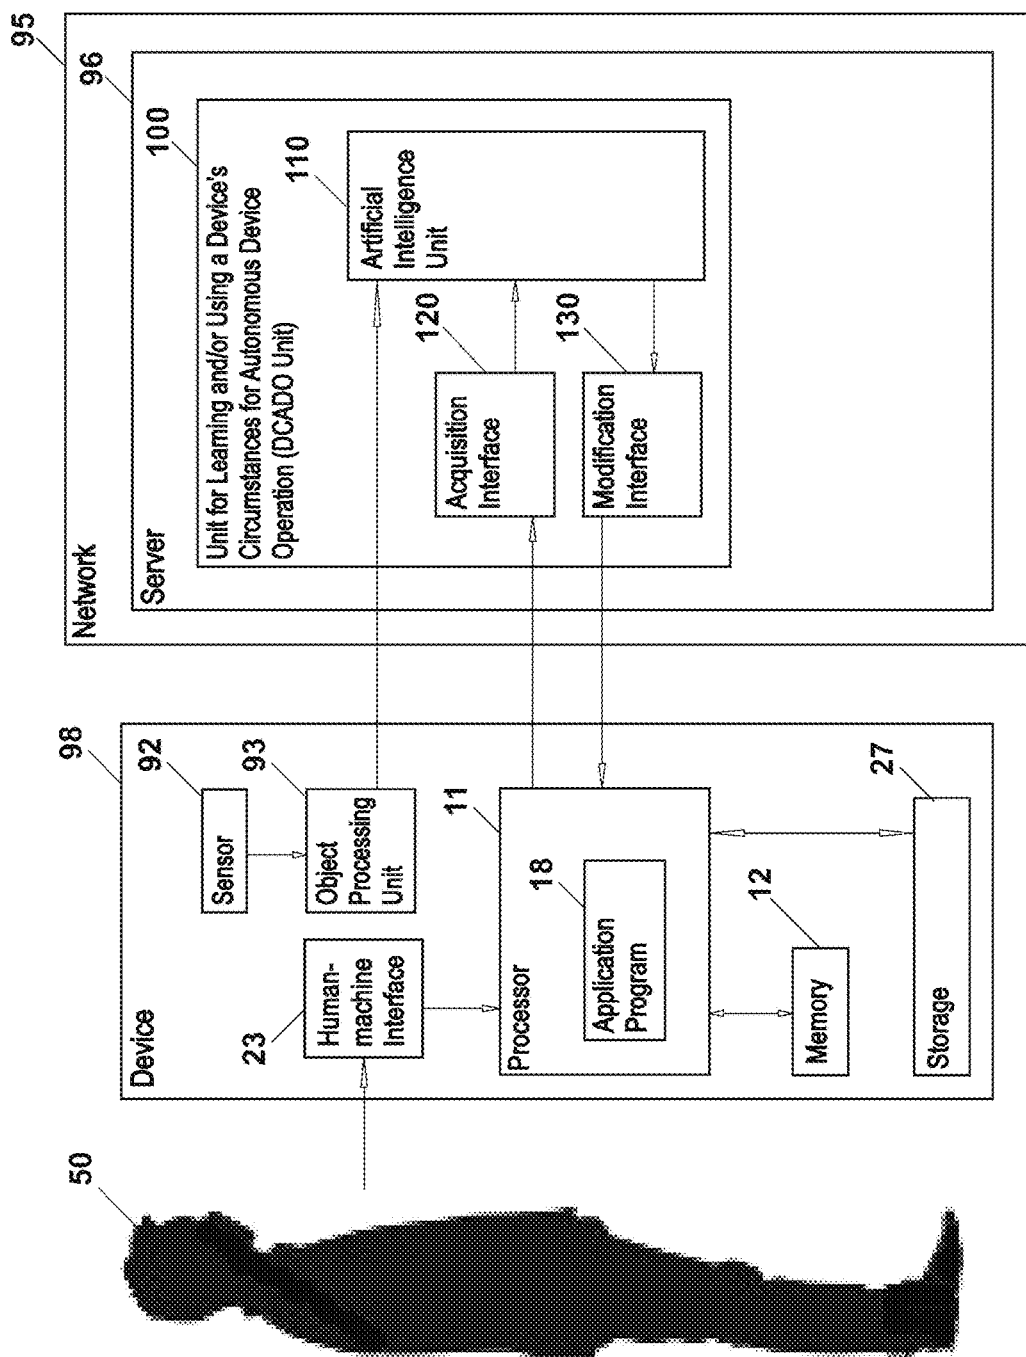 50
Device
98
Sensor
92
Human-
machine
Interface
23
Object
Processing
Unit
93
Processor
11
Application
Program
18
Memory
12
Storage
27
Network
95
Server
96
Unit for Learning and/or Using a Device's
Circumstances for Autonomous Device
Operation (DCADO Unit)
100
Artificial
Intelligence
Unit
110
Acquisition
Interface
120
Modification
Interface
130